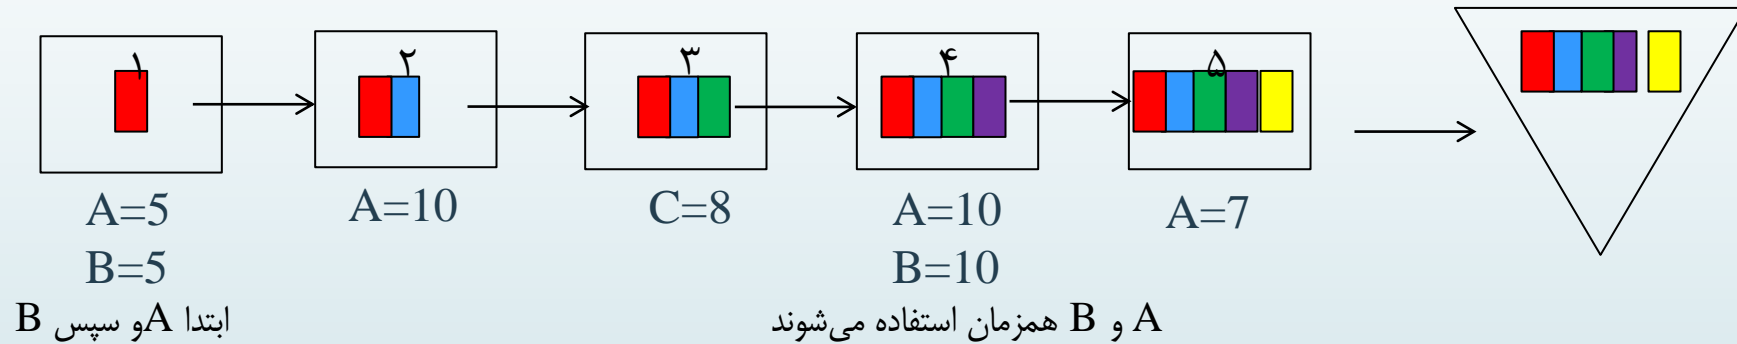 ۱ ۲ ۳ ۴ ۵
A=5 A=10 C=8 A=10 A=7
B=5 B=10
ابتدا A و سپس B
A و B همزمان استفاده می‌شوند